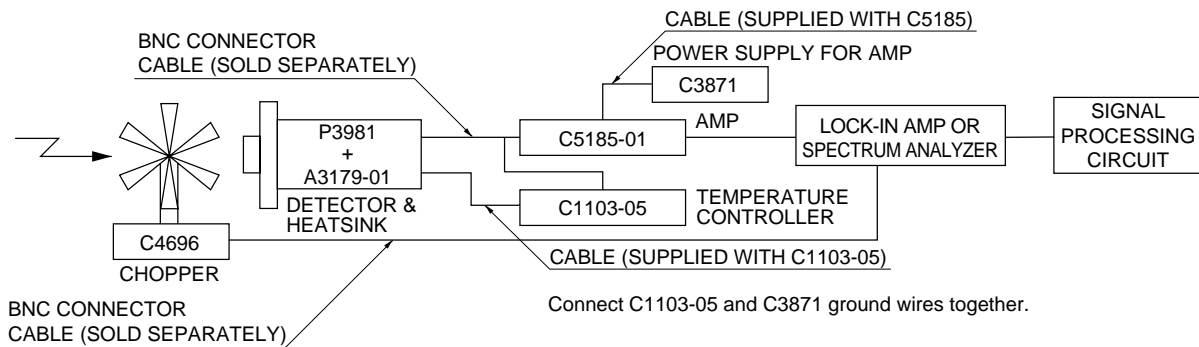 CABLE (SUPPLIED WITH C5185)
BNC CONNECTOR
CABLE (SOLD SEPARATELY)
POWER SUPPLY FOR AMP
C3871
P3981
+
A3179-01
DETECTOR &
HEATSINK
C5185-01
AMP
LOCK-IN AMP OR
SPECTRUM ANALYZER
SIGNAL
PROCESSING
CIRCUIT
C1103-05
TEMPERATURE
CONTROLLER
C4696
CHOPPER
CABLE (SUPPLIED WITH C1103-05)
BNC CONNECTOR
CABLE (SOLD SEPARATELY)
Connect C1103-05 and C3871 ground wires together.